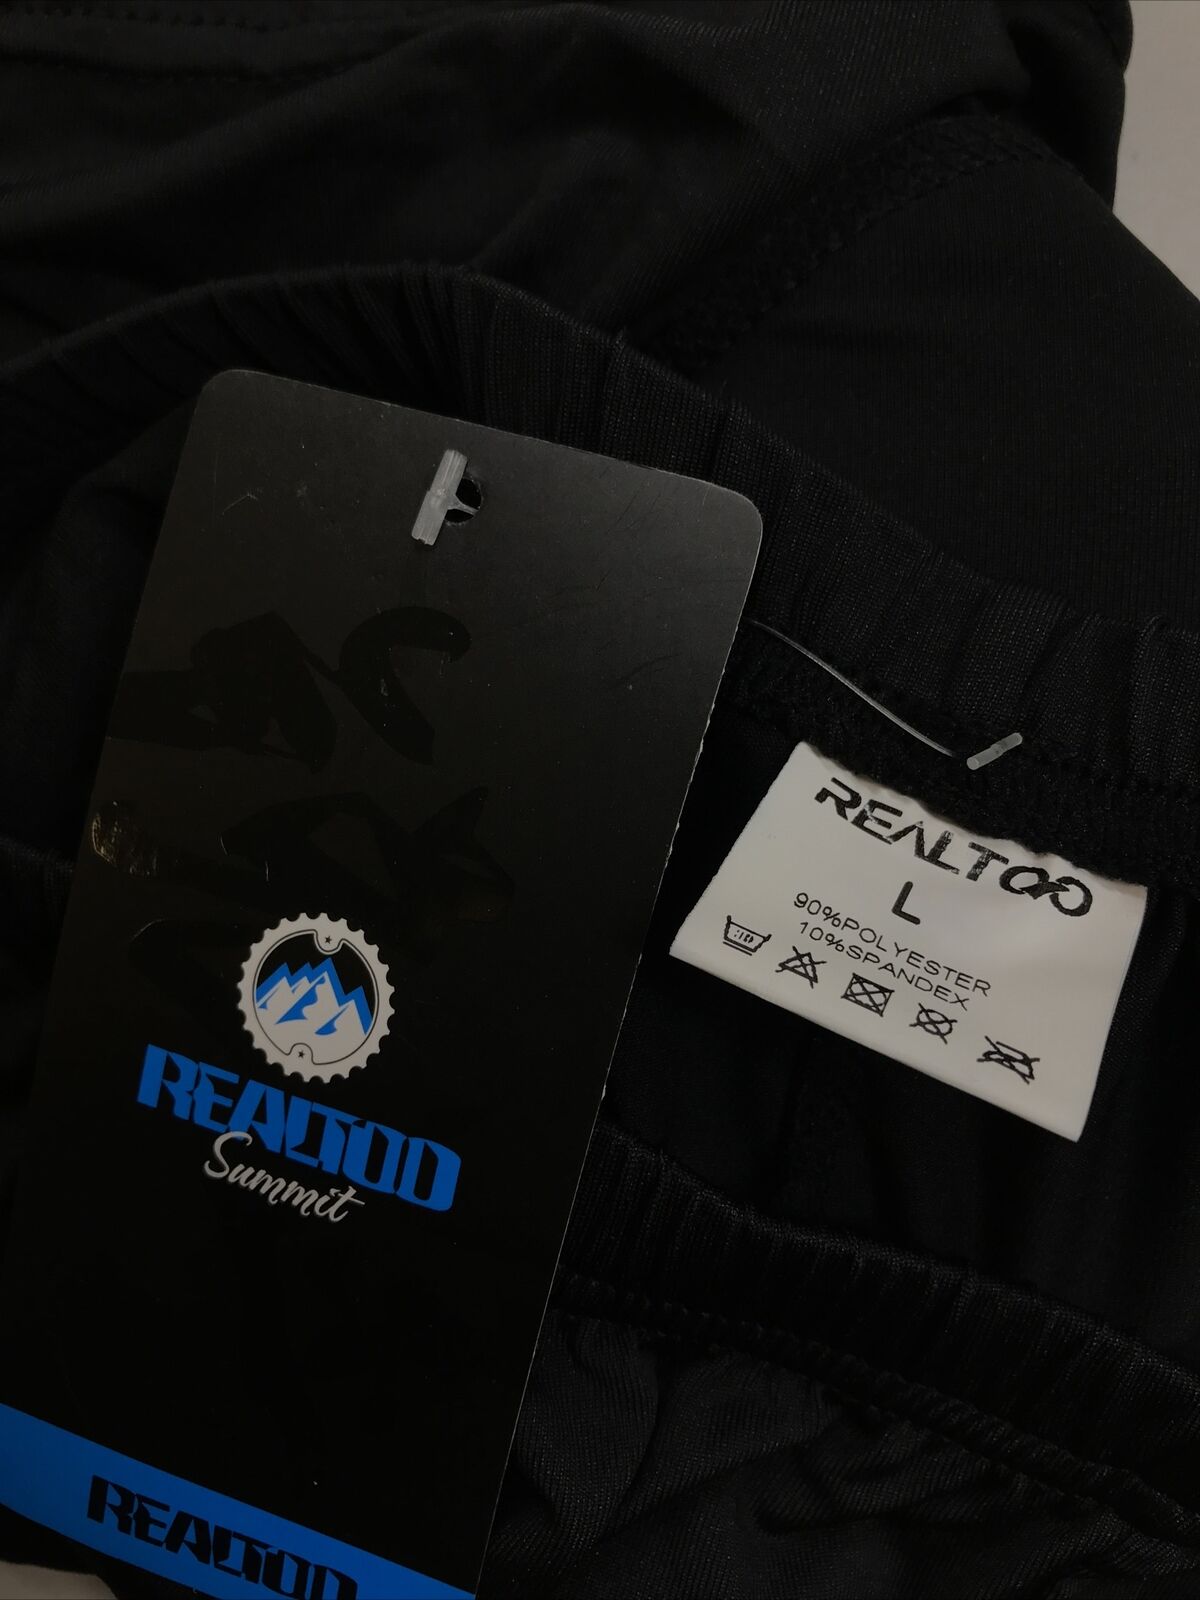 REALTOO
Summit
REALTOO
REALTOO
L
90%POLYESTER
10%SPANDEX